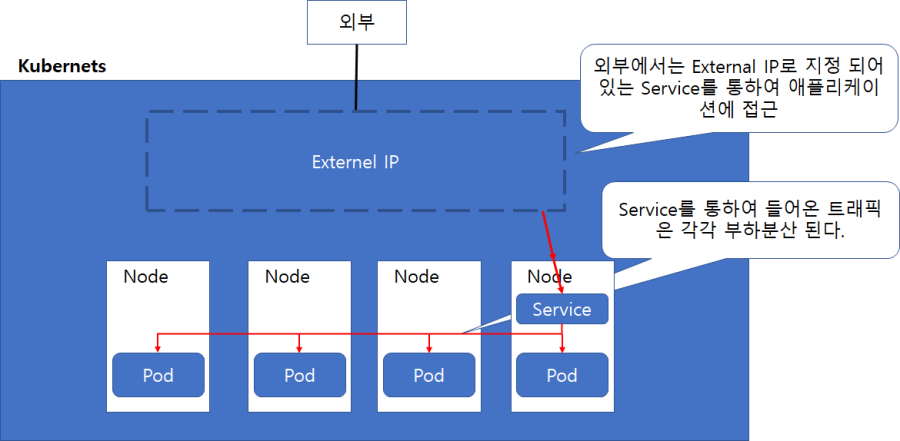 외부
Kubernets
외부에서는 External IP로 지정 되어
있는 Service를 통하여 애플리케이
션에 접근
Externel IP
Service를 통하여 들어온 트래픽
은 각각 부하분산 된다.
Node
Node
Node
Node
Service
Pod
Pod
Pod
Pod